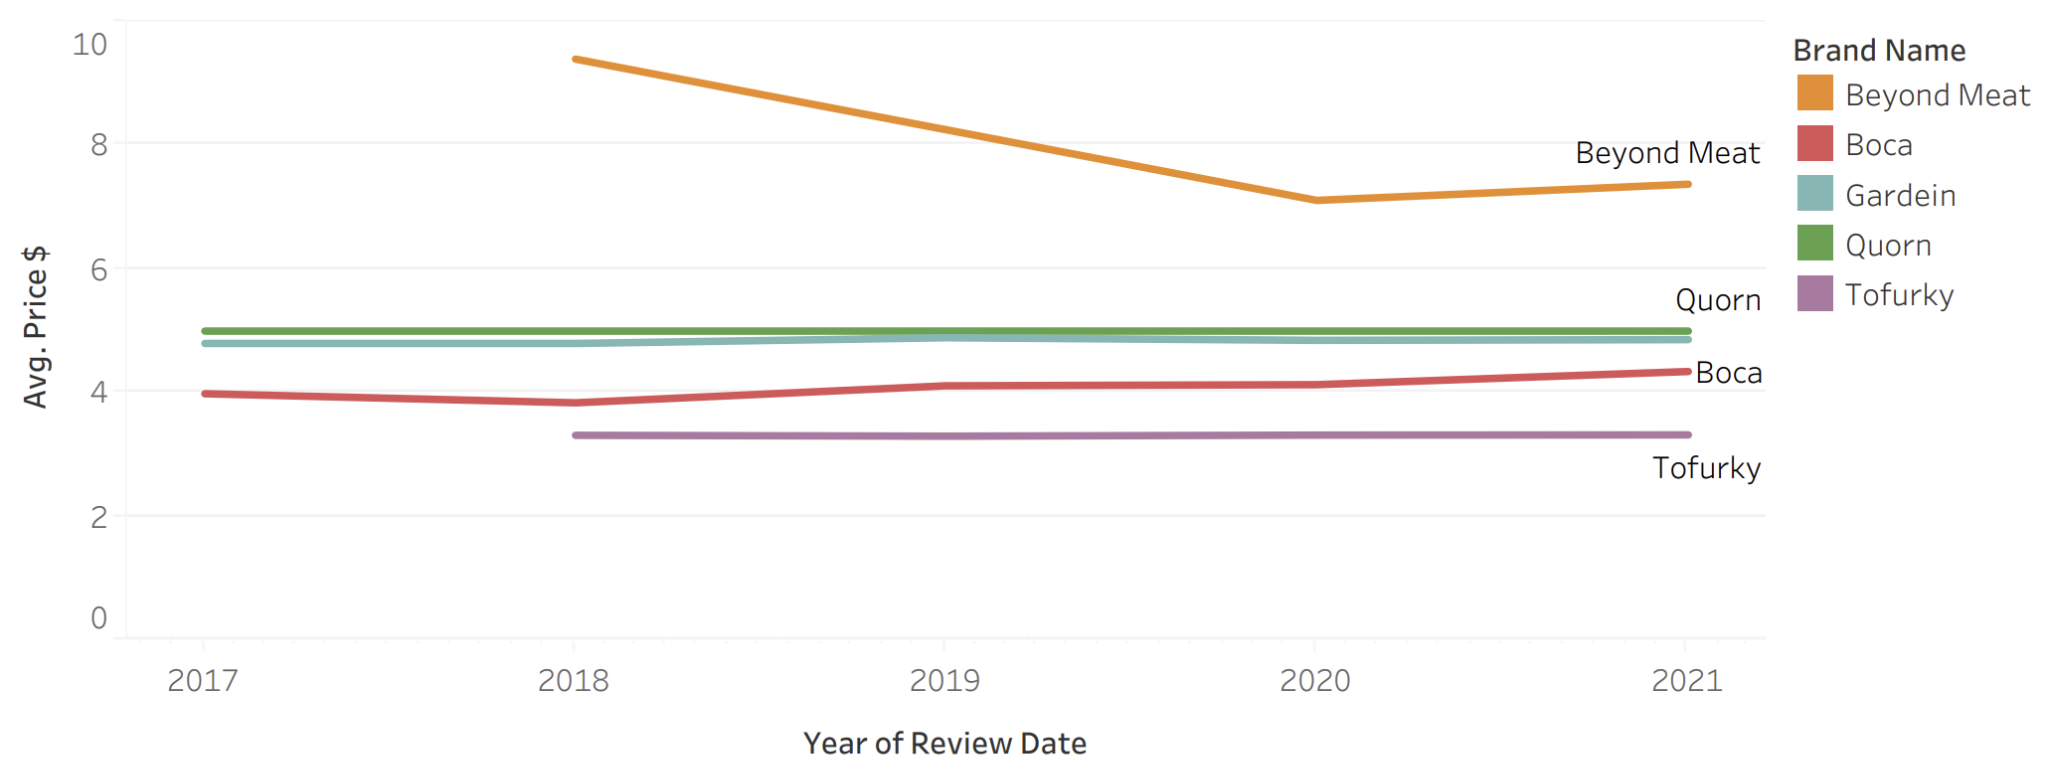 10
8
6
4
2
0
Avg. Price $
2017 2018 2019 2020 2021
Year of Review Date
Beyond Meat
Quorn
Boca
Tofurky
Brand Name
Beyond Meat
Boca
Gardein
Quorn
Tofurky